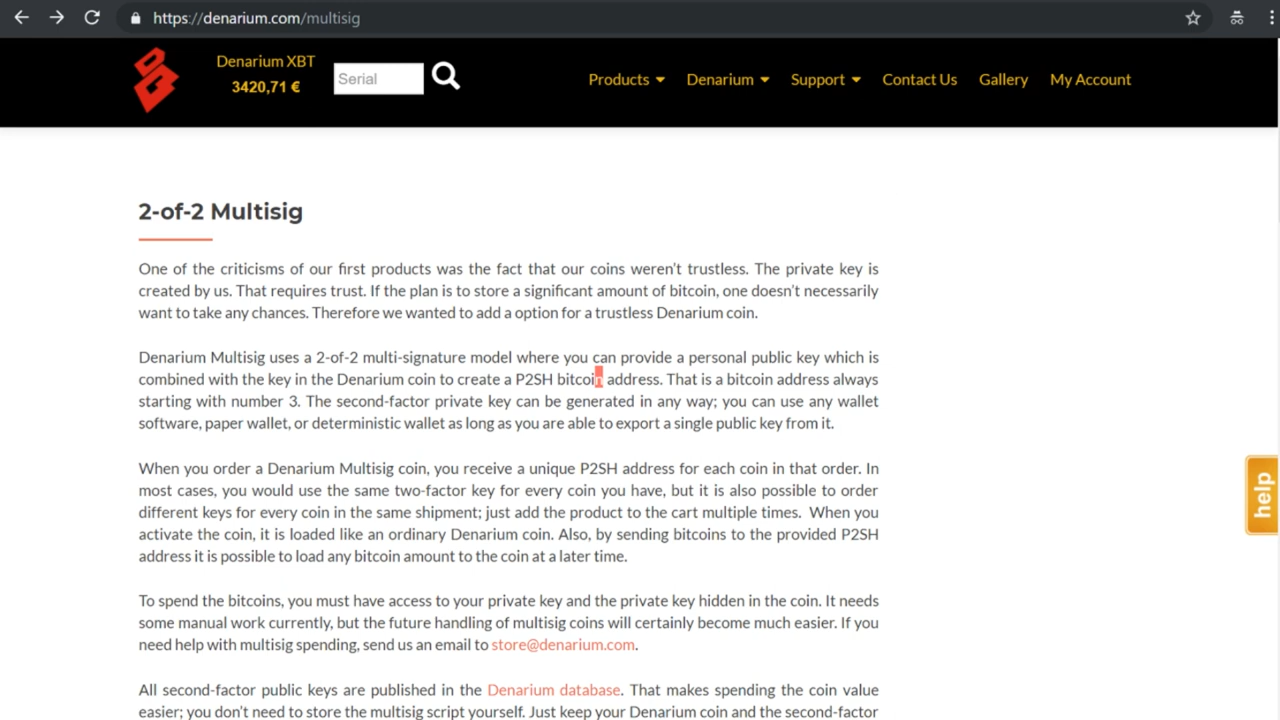 https://denarium.com/multisig
Denarium XBT
3420,71 €
Serial
Products
Denarium
Support
Contact Us
Gallery
My Account
2-of-2 Multisig
One of the criticisms of our first products was the fact that our coins weren't trustless. The private key is
created by us. That requires trust. If the plan is to store a significant amount of bitcoin, one doesn't necessarily
want to take any chances. Therefore we wanted to add a option for a trustless Denarium coin.
Denarium Multisig uses a 2-of-2 multi-signature model where you can provide a personal public key which is
combined with the key in the Denarium coin to create a P2SH bitcoin address. That is a bitcoin address always
starting with number 3. The second-factor private key can be generated in any way; you can use any wallet
software, paper wallet, or deterministic wallet as long as you are able to export a single public key from it.
When you order a Denarium Multisig coin, you receive a unique P2SH address for each coin in that order. In
most cases, you would use the same two-factor key for every coin you have, but it is also possible to order
different keys for every coin in the same shipment; just add the product to the cart multiple times. When you
activate the coin, it is loaded like an ordinary Denarium coin. Also, by sending bitcoins to the provided P2SH
address it is possible to load any bitcoin amount to the coin at a later time.
help
To spend the bitcoins, you must have access to your private key and the private key hidden in the coin. It needs
some manual work currently, but the future handling of multisig coins will certainly become much easier. If you
need help with multisig spending, send us an email to store@denarium.com.
All second-factor public keys are published in the Denarium database. That makes spending the coin value
easier; you don't need to store the multisig script yourself. Just keep your Denarium coin and the second-factor